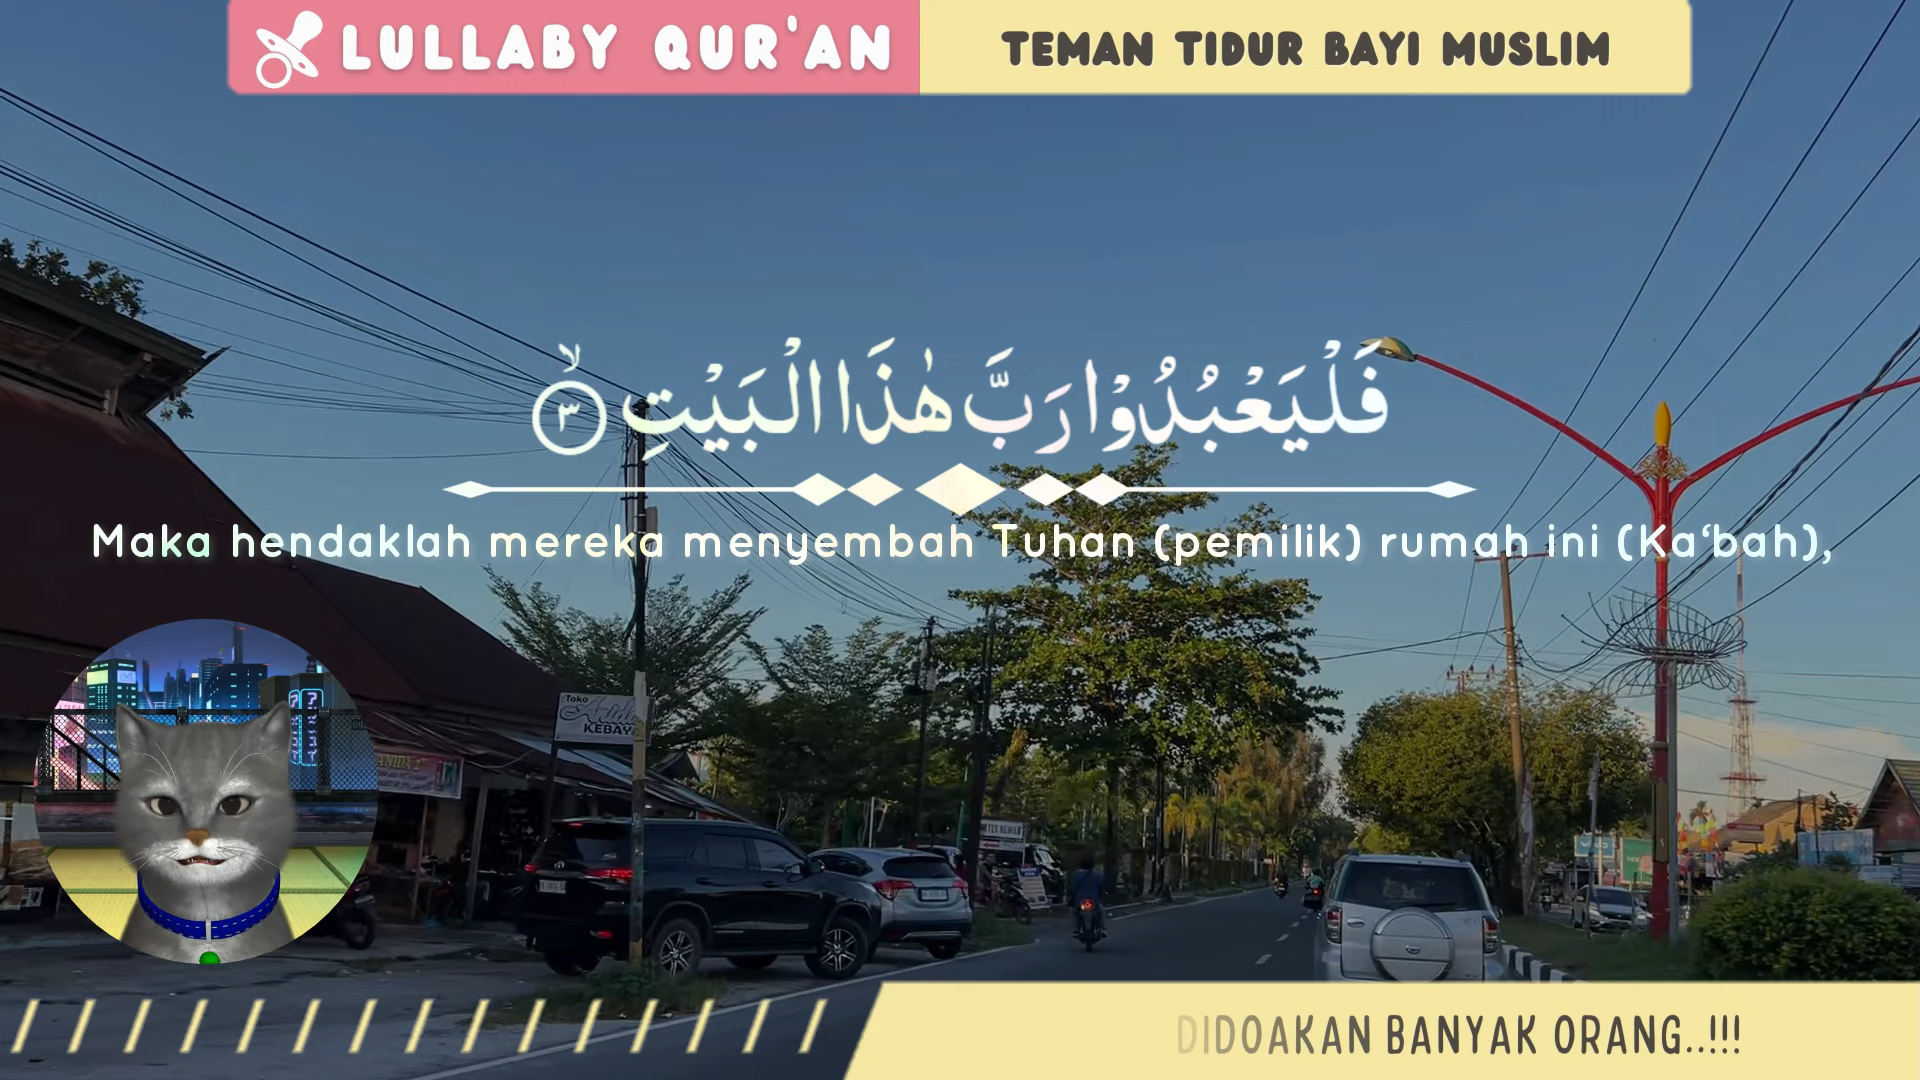 LULLABY QUR'AN
TEMAN TIDUR BAYI MUSLIM
فَلْيَعْبُدُوْا رَبَّ هٰذَا الْبَيْتِۙ ٣
Maka hendaklah mereka menyembah Tuhan (pemilik) rumah ini (Ka‘bah),
Toko
KEBAYA
DIDOAKAN BANYAK ORANG..!!!